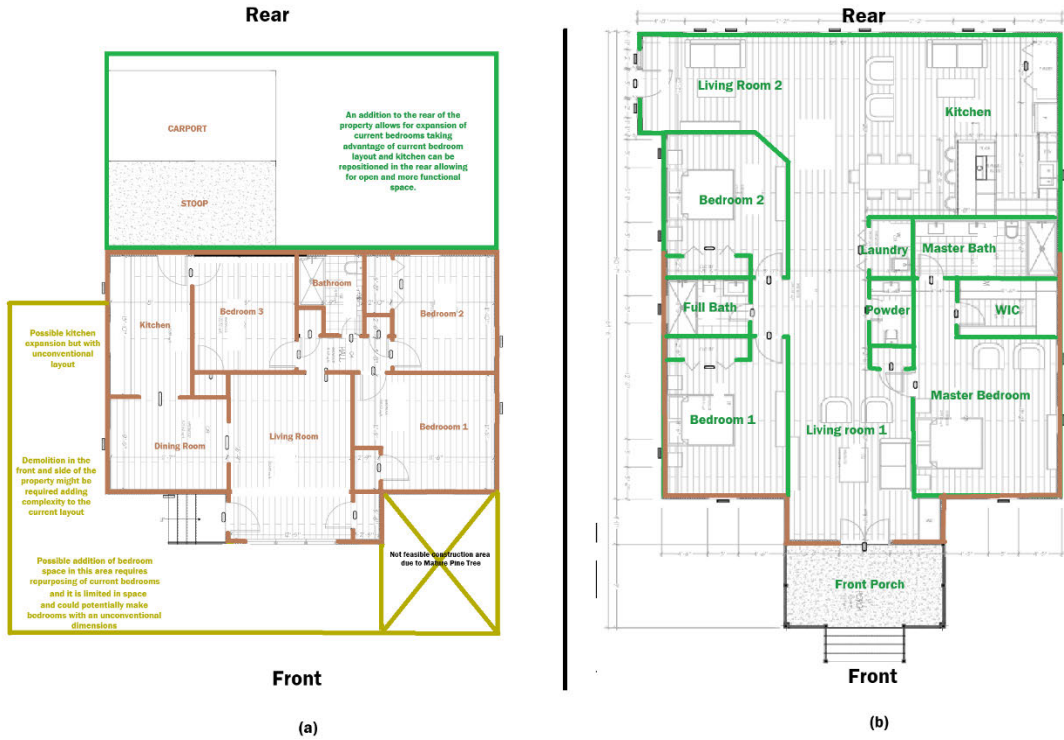 Rear
CARPORT
STOOP
An addition to the rear of the
property allows for expansion of
current bedrooms taking
advantage of current bedroom
layout and kitchen can be
repositioned in the rear allowing
for open and more functional
space.
Kitchen
Bedroom 3
Bathroom
Bedroom 2
Possible kitchen
expansion but with
unconventional
layout
Dining Room
Living Room
Bedrooom 1
Demolition in the
front and side of the
property might be
required adding
complexity to the
current layout
Possible addition of bedroom
space in this area requires
repurposing of current bedrooms
and it is limited in space
and could potentially make
bedrooms with an unconventional
dimensions
Not feasible construction area
due to Mature Pine Tree
Front
(a)
Rear
Living Room 2
Kitchen
Bedroom 2
Laundry
Master Bath
Full Bath
Powder
WIC
Bedroom 1
Living room 1
Master Bedroom
Front Porch
Front
(b)